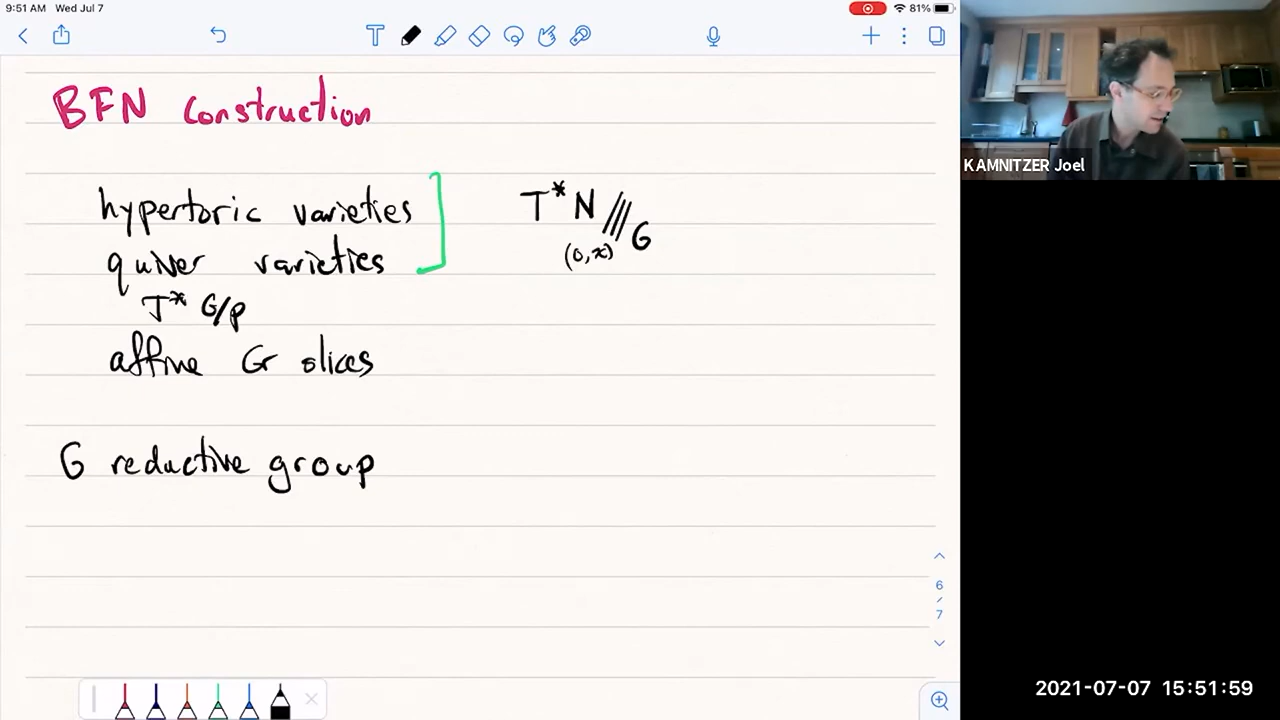 9:51 AM Wed Jul 7
81%
BFN construction
hypertoric varieties
quiver varieties
T* G/P
affine Gr slices
T*N //// G
(0,χ)
G reductive group
6
/
7
KAMNITZER Joel
2021-07-07 15:51:59